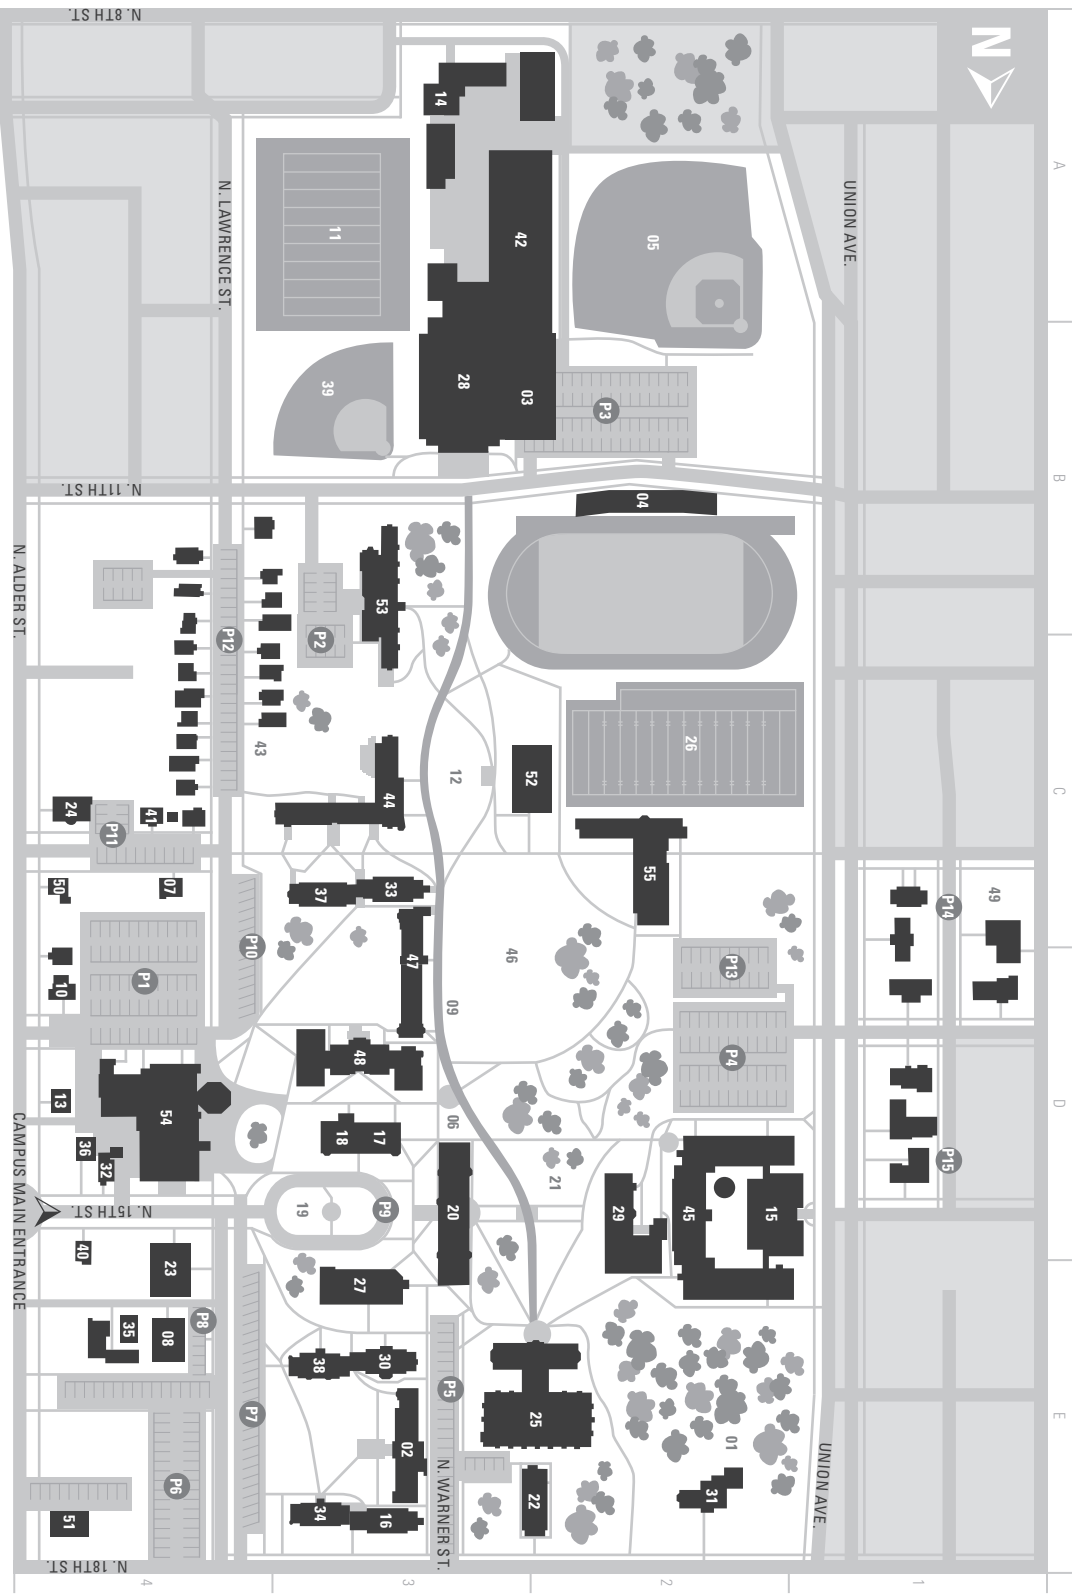 N. 8TH ST.
N
A
14
N. LAWRENCE ST.
UNION AVE.
11
42
05
39
28
03
P3
B
N. 11TH ST.
04
N. ALDER ST.
53
P12
P2
43
12
52
26
C
44
24
41
P11
55
50
07
37
33
P14
49
P10
47
46
P13
P1
10
09
48
P4
13
54
06
D
18
17
36
32
21
P15
CAMPUS MAIN ENTRANCE
N. 15TH ST.
19
P9
20
29
45
15
40
23
27
35
08
P8
38
30
P5
25
P7
02
E
01
P6
N. WARNER ST.
UNION AVE.
31
22
34
16
51
N. 18TH ST.
4
3
2
1